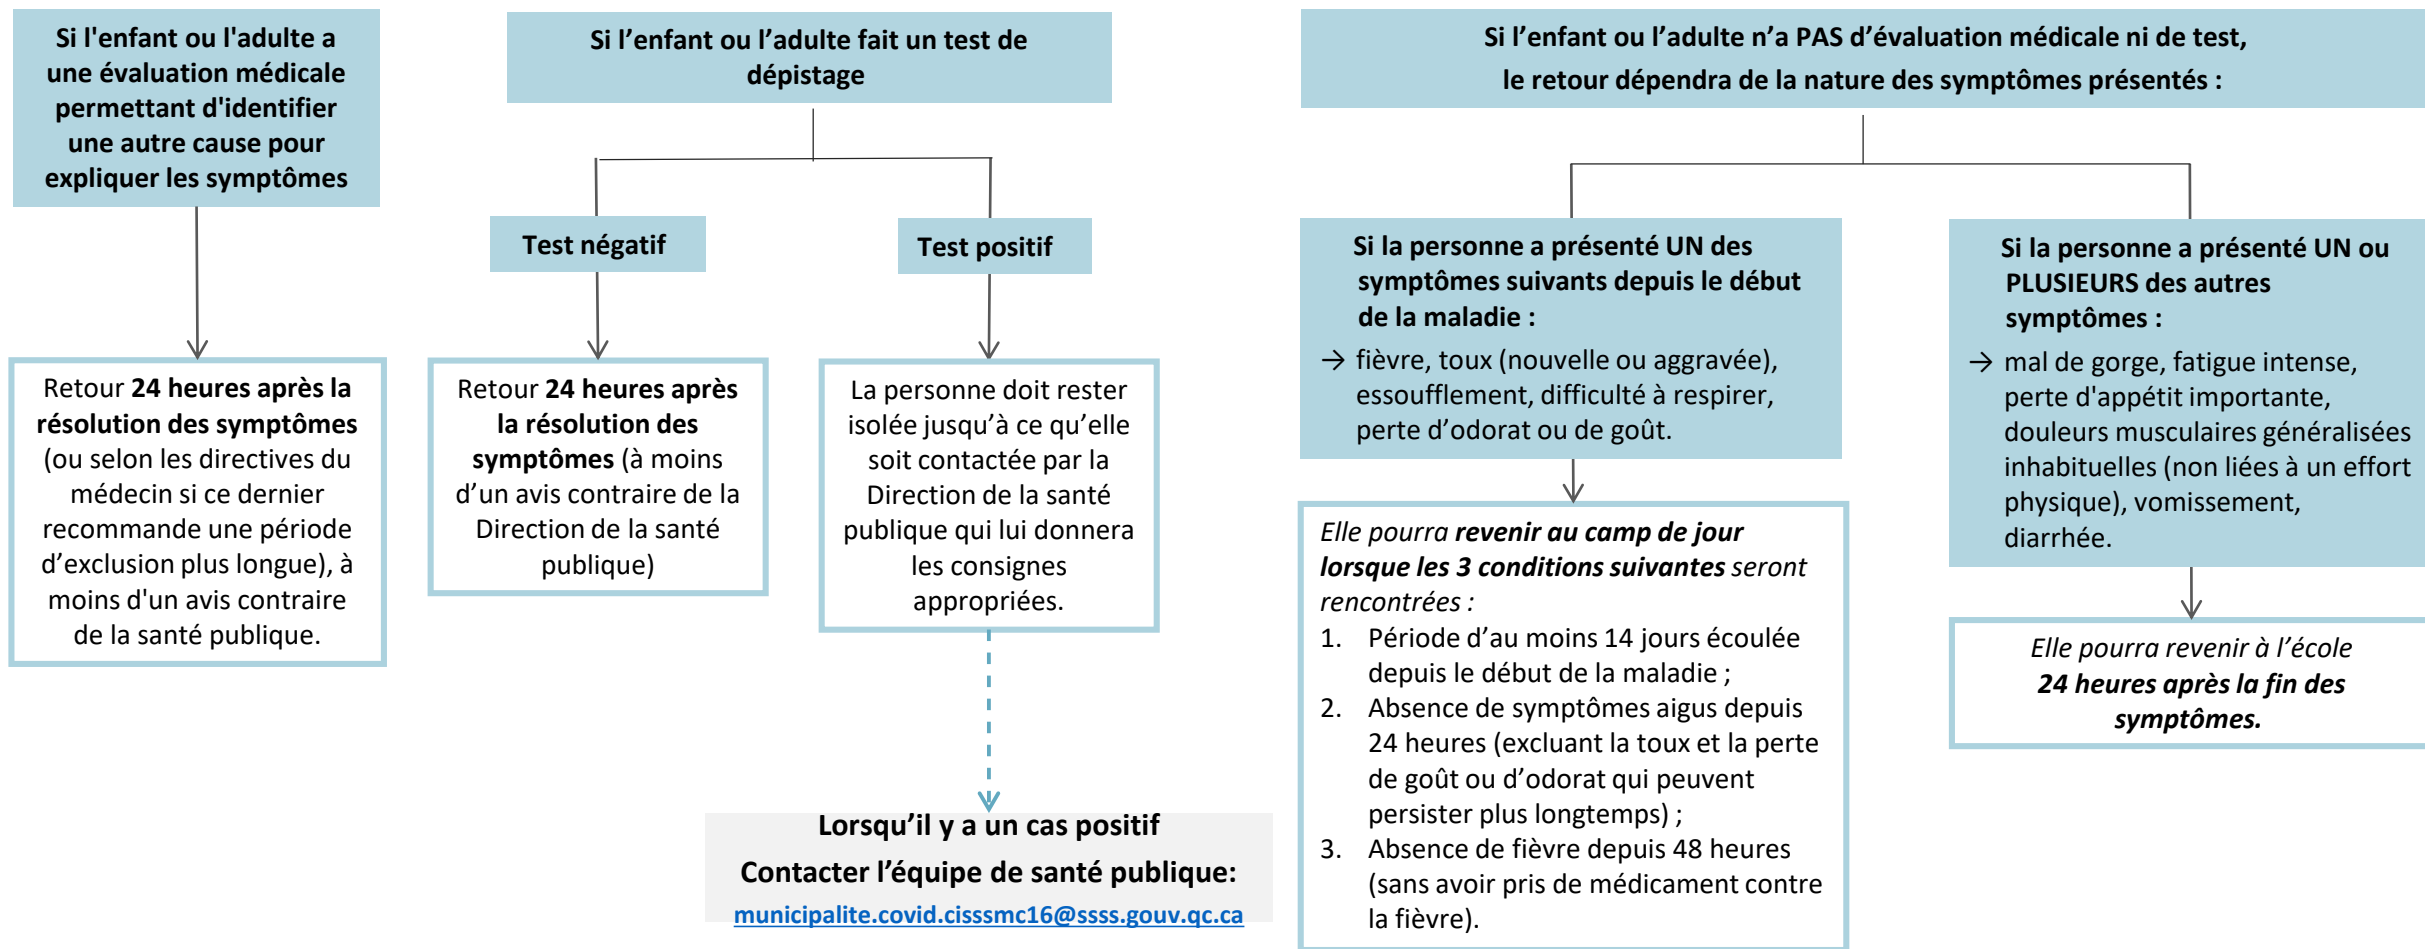 Si l'enfant ou l'adulte a
une évaluation médicale
permettant d'identifier
une autre cause pour
expliquer les symptômes
Retour 24 heures après la
résolution des symptômes
(ou selon les directives du
médecin si ce dernier
recommande une période
d’exclusion plus longue), à
moins d'un avis contraire
de la santé publique.
Si l’enfant ou l’adulte fait un test de
dépistage
Test négatif
Retour 24 heures après
la résolution des
symptômes (à moins
d’un avis contraire de la
Direction de la santé
publique)
Test positif
La personne doit rester
isolée jusqu’à ce qu’elle
soit contactée par la
Direction de la santé
publique qui lui donnera
les consignes
appropriées.
Lorsqu’il y a un cas positif
Contacter l’équipe de santé publique:
municipalite.covid.cisssmc16@ssss.gouv.qc.ca
Si l’enfant ou l’adulte n’a PAS d’évaluation médicale ni de test,
le retour dépendra de la nature des symptômes présentés :
Si la personne a présenté UN des
symptômes suivants depuis le début
de la maladie :
→ fièvre, toux (nouvelle ou aggravée),
essoufflement, difficulté à respirer,
perte d’odorat ou de goût.
Elle pourra revenir au camp de jour
lorsque les 3 conditions suivantes seront
rencontrées :
1. Période d’au moins 14 jours écoulée
depuis le début de la maladie ;
2. Absence de symptômes aigus depuis
24 heures (excluant la toux et la perte
de goût ou d’odorat qui peuvent
persister plus longtemps) ;
3. Absence de fièvre depuis 48 heures
(sans avoir pris de médicament contre
la fièvre).
Si la personne a présenté UN ou
PLUSIEURS des autres
symptômes :
→ mal de gorge, fatigue intense,
perte d'appétit importante,
douleurs musculaires généralisées
inhabituelles (non liées à un effort
physique), vomissement,
diarrhée.
Elle pourra revenir à l’école
24 heures après la fin des
symptômes.